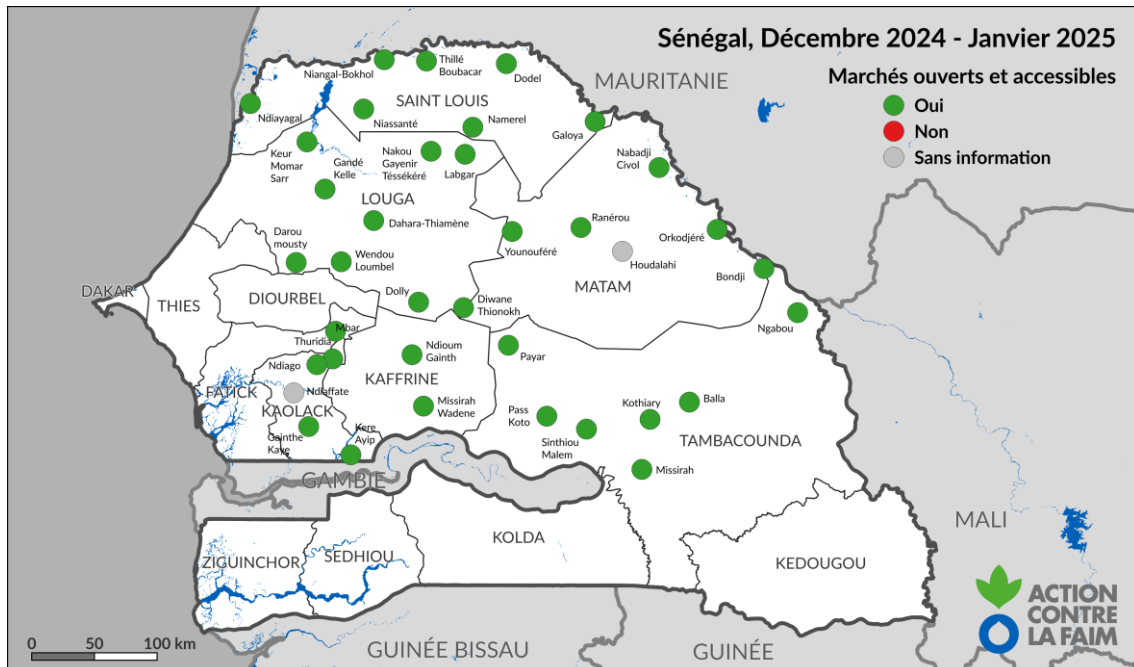 Sénégal, Décembre 2024 - Janvier 2025
Marchés ouverts et accessibles
Oui
Non
Sans information
MAURITANIE
Niangal-Bokhol
Thillé
Boubacar
Dodel
SAINT LOUIS
Ndiayagal
Niassanté
Namerel
Galoya
Keur
Momar
Sarr
Gandé
Kelle
Nakou
Gayenir
Téssékéré
Labgar
Nabadji
Civol
LOUGA
Dahara-Thiamène
Ranérou
Younouféré
Orkodjéré
Houdalahi
Darou
mousty
Wendou
Loumbel
Bondji
MATAM
DAKAR
THIES
DIOURBEL
Dolly
Diwane
Thionokh
Ngabou
Mbar
Thuridia
Ndiago
Ndioum
Gainth
Payar
KAFFRINE
FATICK
Ndiaffate
KAOLACK
Missirah
Wadene
Pass
Koto
Kothiary
Balla
Gainthe
Kaye
Kere
Ayip
Sinthiou
Malem
TAMBACOUNDA
Missirah
GAMBIE
MALI
KOLDA
ZIGUINCHOR
SEDHIOU
KEDOUGOU
GUINÉE BISSAU
GUINÉE
0 50 100 km
ACTION
CONTRE
LA FAIM